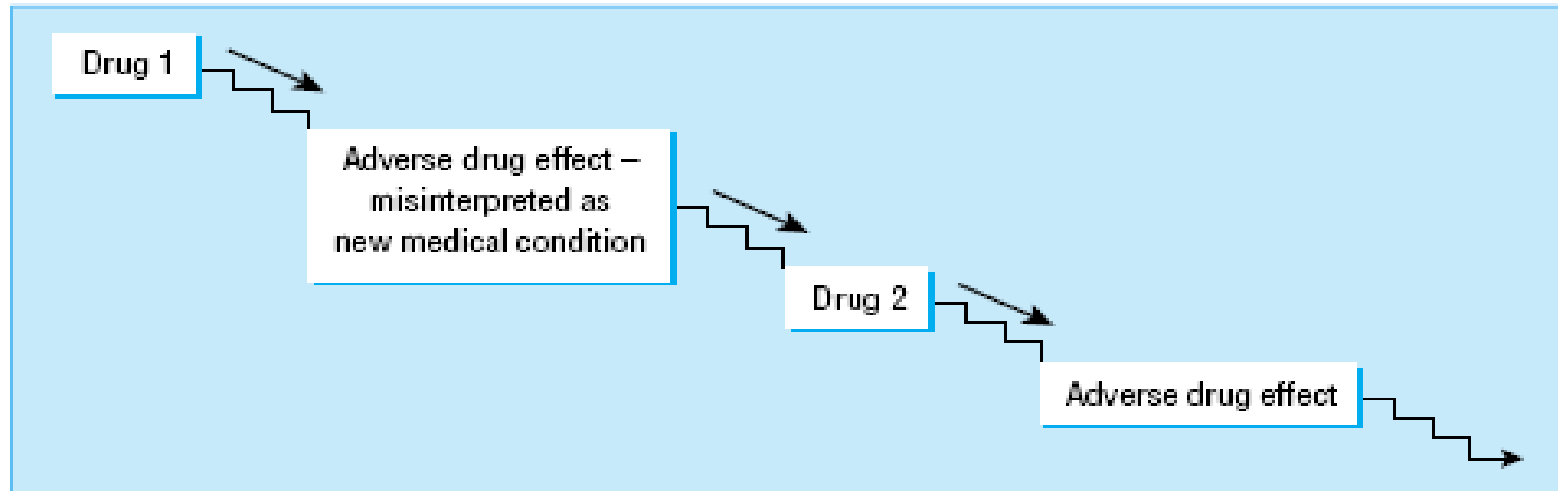 Drug 1
Adverse drug effect –
misinterpreted as
new medical condition
Drug 2
Adverse drug effect